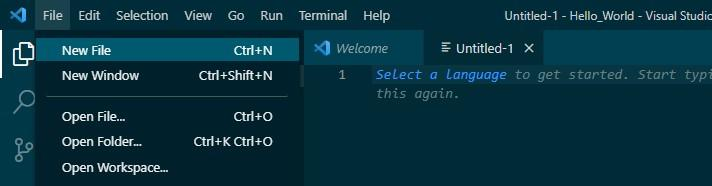 File Edit Selection View Go Run Terminal Help Untitled-1 - Hello_World - Visual Studio
New File Ctrl+N
New Window Ctrl+Shift+N
Open File... Ctrl+O
Open Folder... Ctrl+K Ctrl+O
Open Workspace...
Welcome Untitled-1
1 Select a language to get started. Start typi
this again.